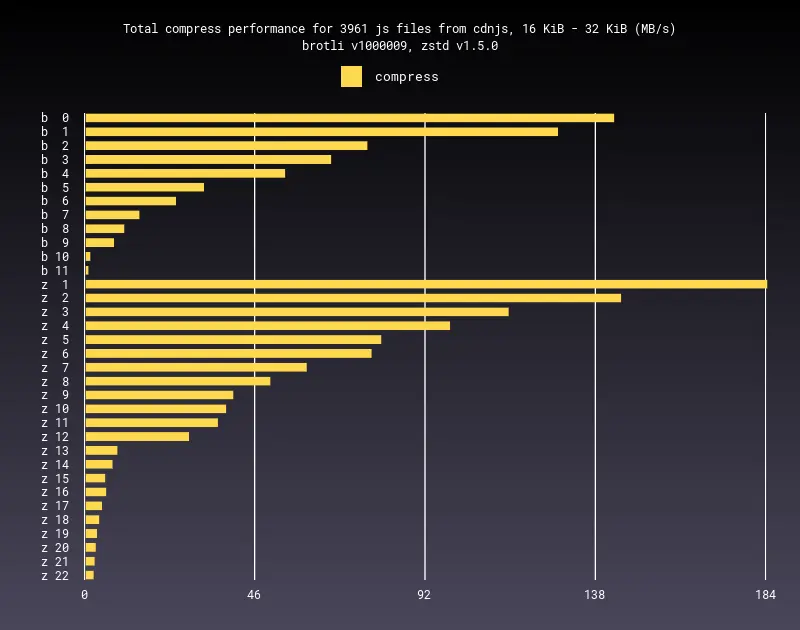 Total compress performance for 3961 js files from cdnjs, 16 KiB - 32 KiB (MB/s)
brotli v1000009, zstd v1.5.0
compress
b 0
b 1
b 2
b 3
b 4
b 5
b 6
b 7
b 8
b 9
b 10
b 11
z 1
z 2
z 3
z 4
z 5
z 6
z 7
z 8
z 9
z 10
z 11
z 12
z 13
z 14
z 15
z 16
z 17
z 18
z 19
z 20
z 21
z 22
0 46 92 138 184